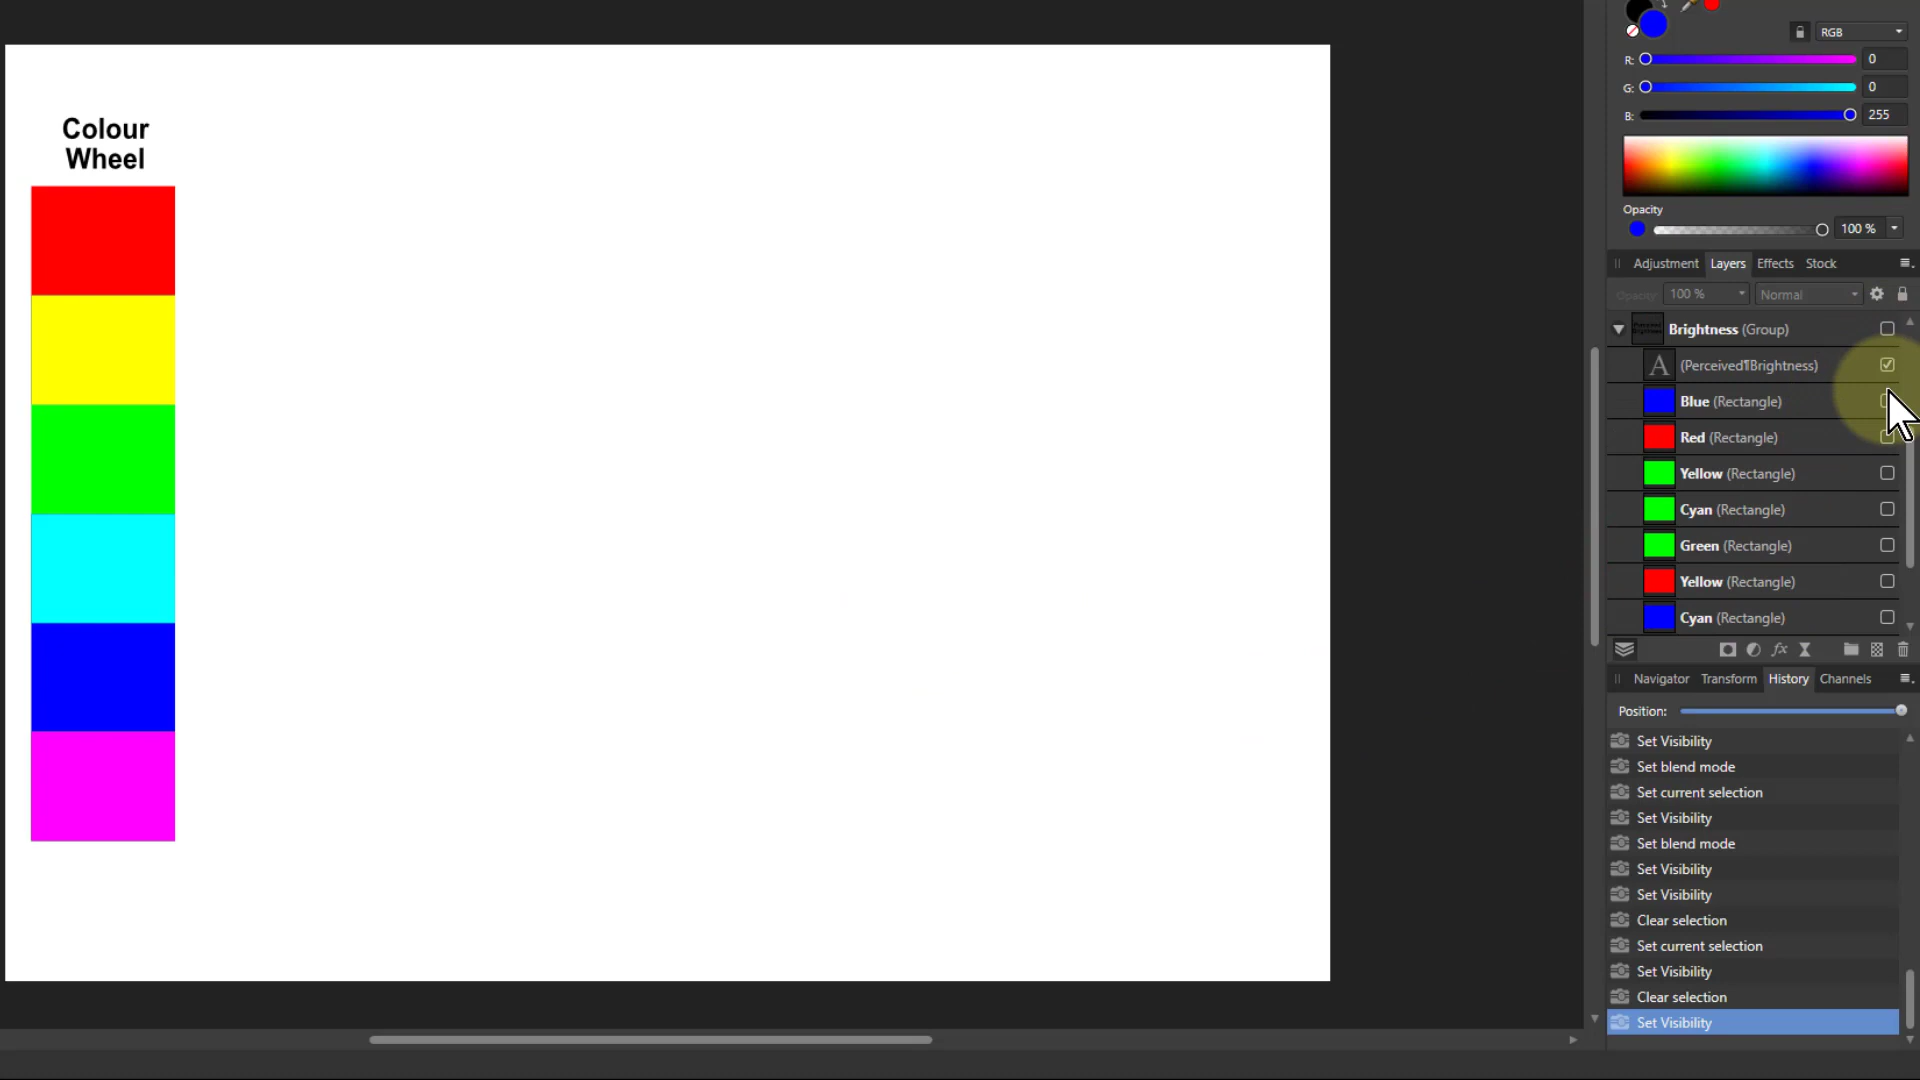 Colour
Wheel
RGB
R: 0
G: 0
B: 255
Opacity
100 %
Adjustment Layers Effects Stock
Opacity: 100 % Normal
Brightness (Group)
A (Perceived¶Brightness)
Blue (Rectangle)
Red (Rectangle)
Yellow (Rectangle)
Cyan (Rectangle)
Green (Rectangle)
Yellow (Rectangle)
Cyan (Rectangle)
fx
Navigator Transform History Channels
Position:
Set Visibility
Set blend mode
Set current selection
Set Visibility
Set blend mode
Set Visibility
Set Visibility
Clear selection
Set current selection
Set Visibility
Clear selection
Set Visibility